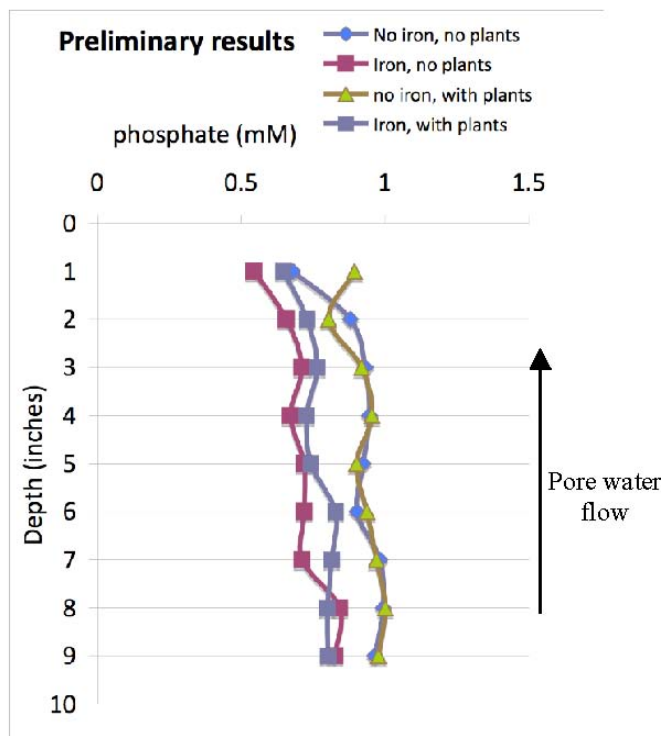 Preliminary results
No iron, no plants
Iron, no plants
no iron, with plants
Iron, with plants
phosphate (mM)
0 0.5 1 1.5
0
1
2
3
4
5
6
7
8
9
10
Depth (inches)
Pore water
flow